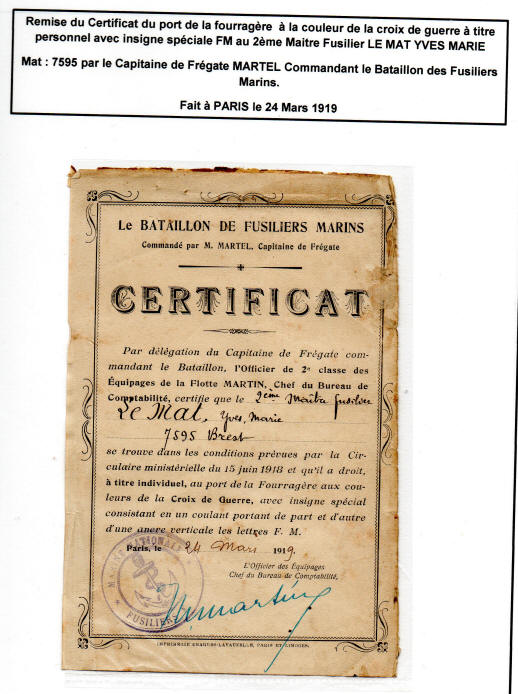 Remise du Certificat du port de la fourragère à la couleur de la croix de guerre à titre
personnel avec insigne spéciale FM au 2ème Maitre Fusilier LE MAT YVES MARIE
Mat : 7595 par le Capitaine de Frégate MARTEL Commandant le Bataillon des Fusiliers
Marins.
Fait à PARIS le 24 Mars 1919
LE BATAILLON DE FUSILIERS MARINS
Commandé par M. MARTEL, Capitaine de Frégate
CERTIFICAT
Par délégation du Capitaine de Frégate com-
mandant le Bataillon, l'Officier de 2e classe des
Équipages de la Flotte MARTIN, Chef du Bureau de
Comptabilité, certifie que le 2ème Maître fusilier
Le Mat, Yves, Marie
7595 Brest
se trouve dans les conditions prévues par la Cir-
culaire ministérielle du 15 juin 1918 et qu'il a droit,
à titre individuel, au port de la Fourragère aux cou-
leurs de la Croix de Guerre, avec insigne spécial
consistant en un coulant portant de part et d'autre
d'une ancre verticale les lettres F. M.
Paris, le 24 Mars 1919.
L'Officier des Équipages
Chef du Bureau de Comptabilité,
MARINE NATIONALE
FUSILIERS
IMPRIMERIE CHARLES-LAVAUZELLE, PARIS ET LIMOGES.